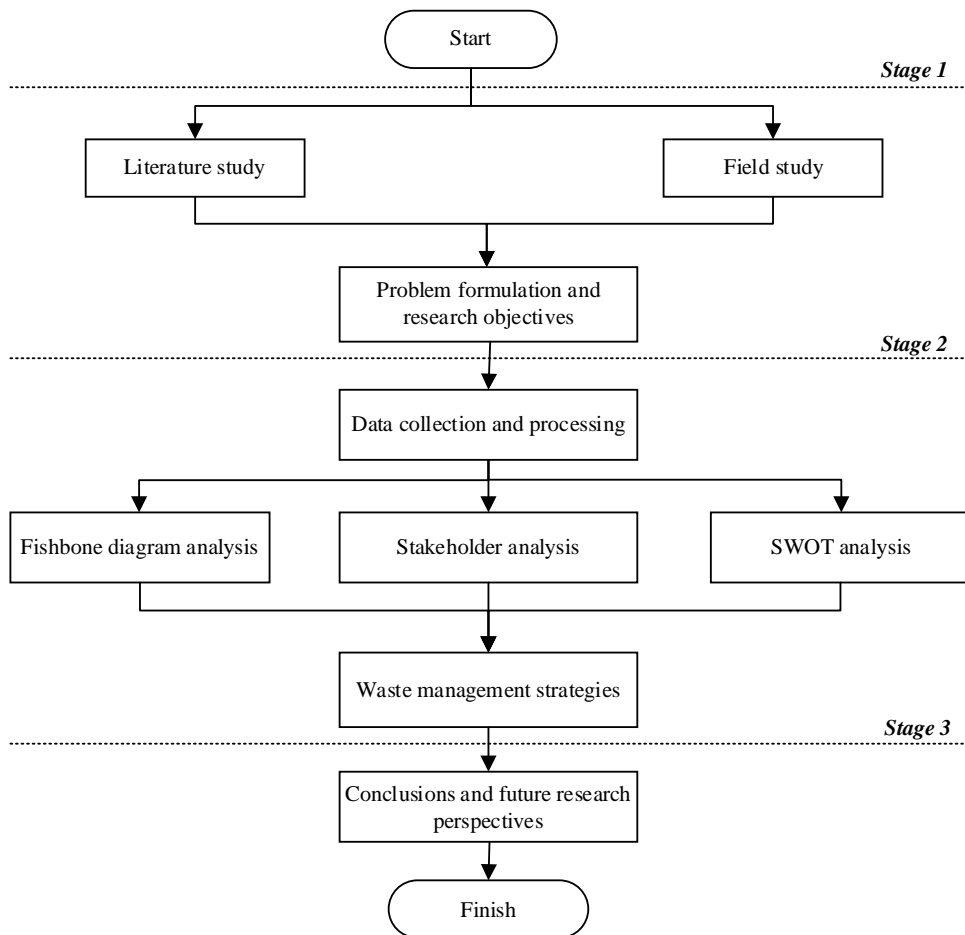 Start
Stage 1
Literature study
Field study
Problem formulation and
research objectives
Stage 2
Data collection and processing
Fishbone diagram analysis
Stakeholder analysis
SWOT analysis
Waste management strategies
Stage 3
Conclusions and future research
perspectives
Finish